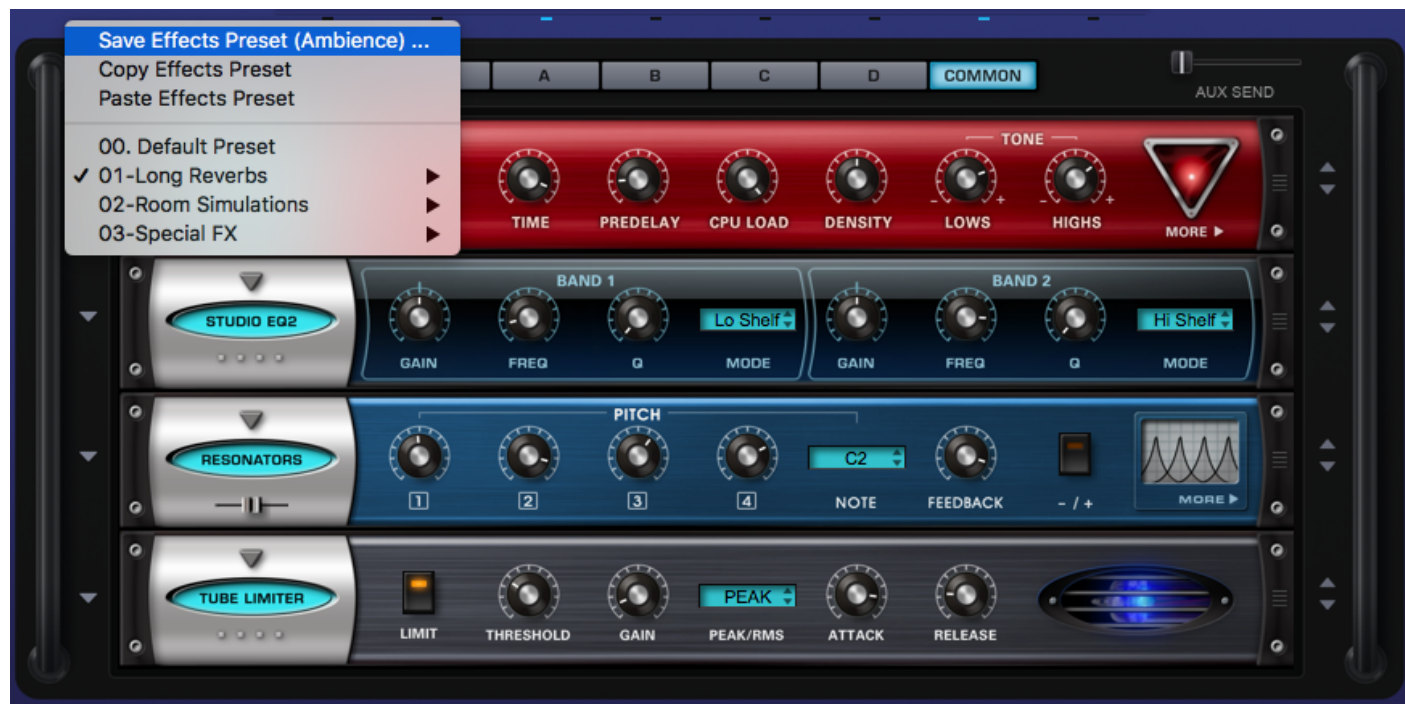 Save Effects Preset (Ambience) ...
Copy Effects Preset
Paste Effects Preset
00. Default Preset
✓ 01-Long Reverbs ▶
02-Room Simulations ▶
03-Special FX ▶
A B C D COMMON
AUX SEND
TONE
TIME PREDELAY CPU LOAD DENSITY - LOWS + - HIGHS + MORE ▶
BAND 1 BAND 2
STUDIO EQ2 Lo Shelf Hi Shelf
GAIN FREQ Q MODE GAIN FREQ Q MODE
PITCH
RESONATORS C2
1 2 3 4 NOTE FEEDBACK - / + MORE ▶
TUBE LIMITER PEAK
LIMIT THRESHOLD GAIN PEAK/RMS ATTACK RELEASE